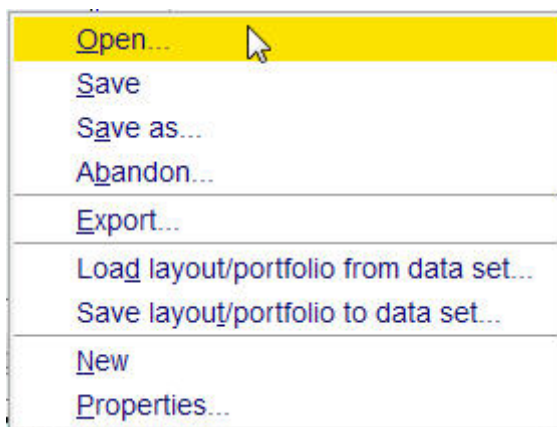 Open...
Save
Save as...
Abandon...
Export...
Load layout/portfolio from data set...
Save layout/portfolio to data set...
New
Properties...